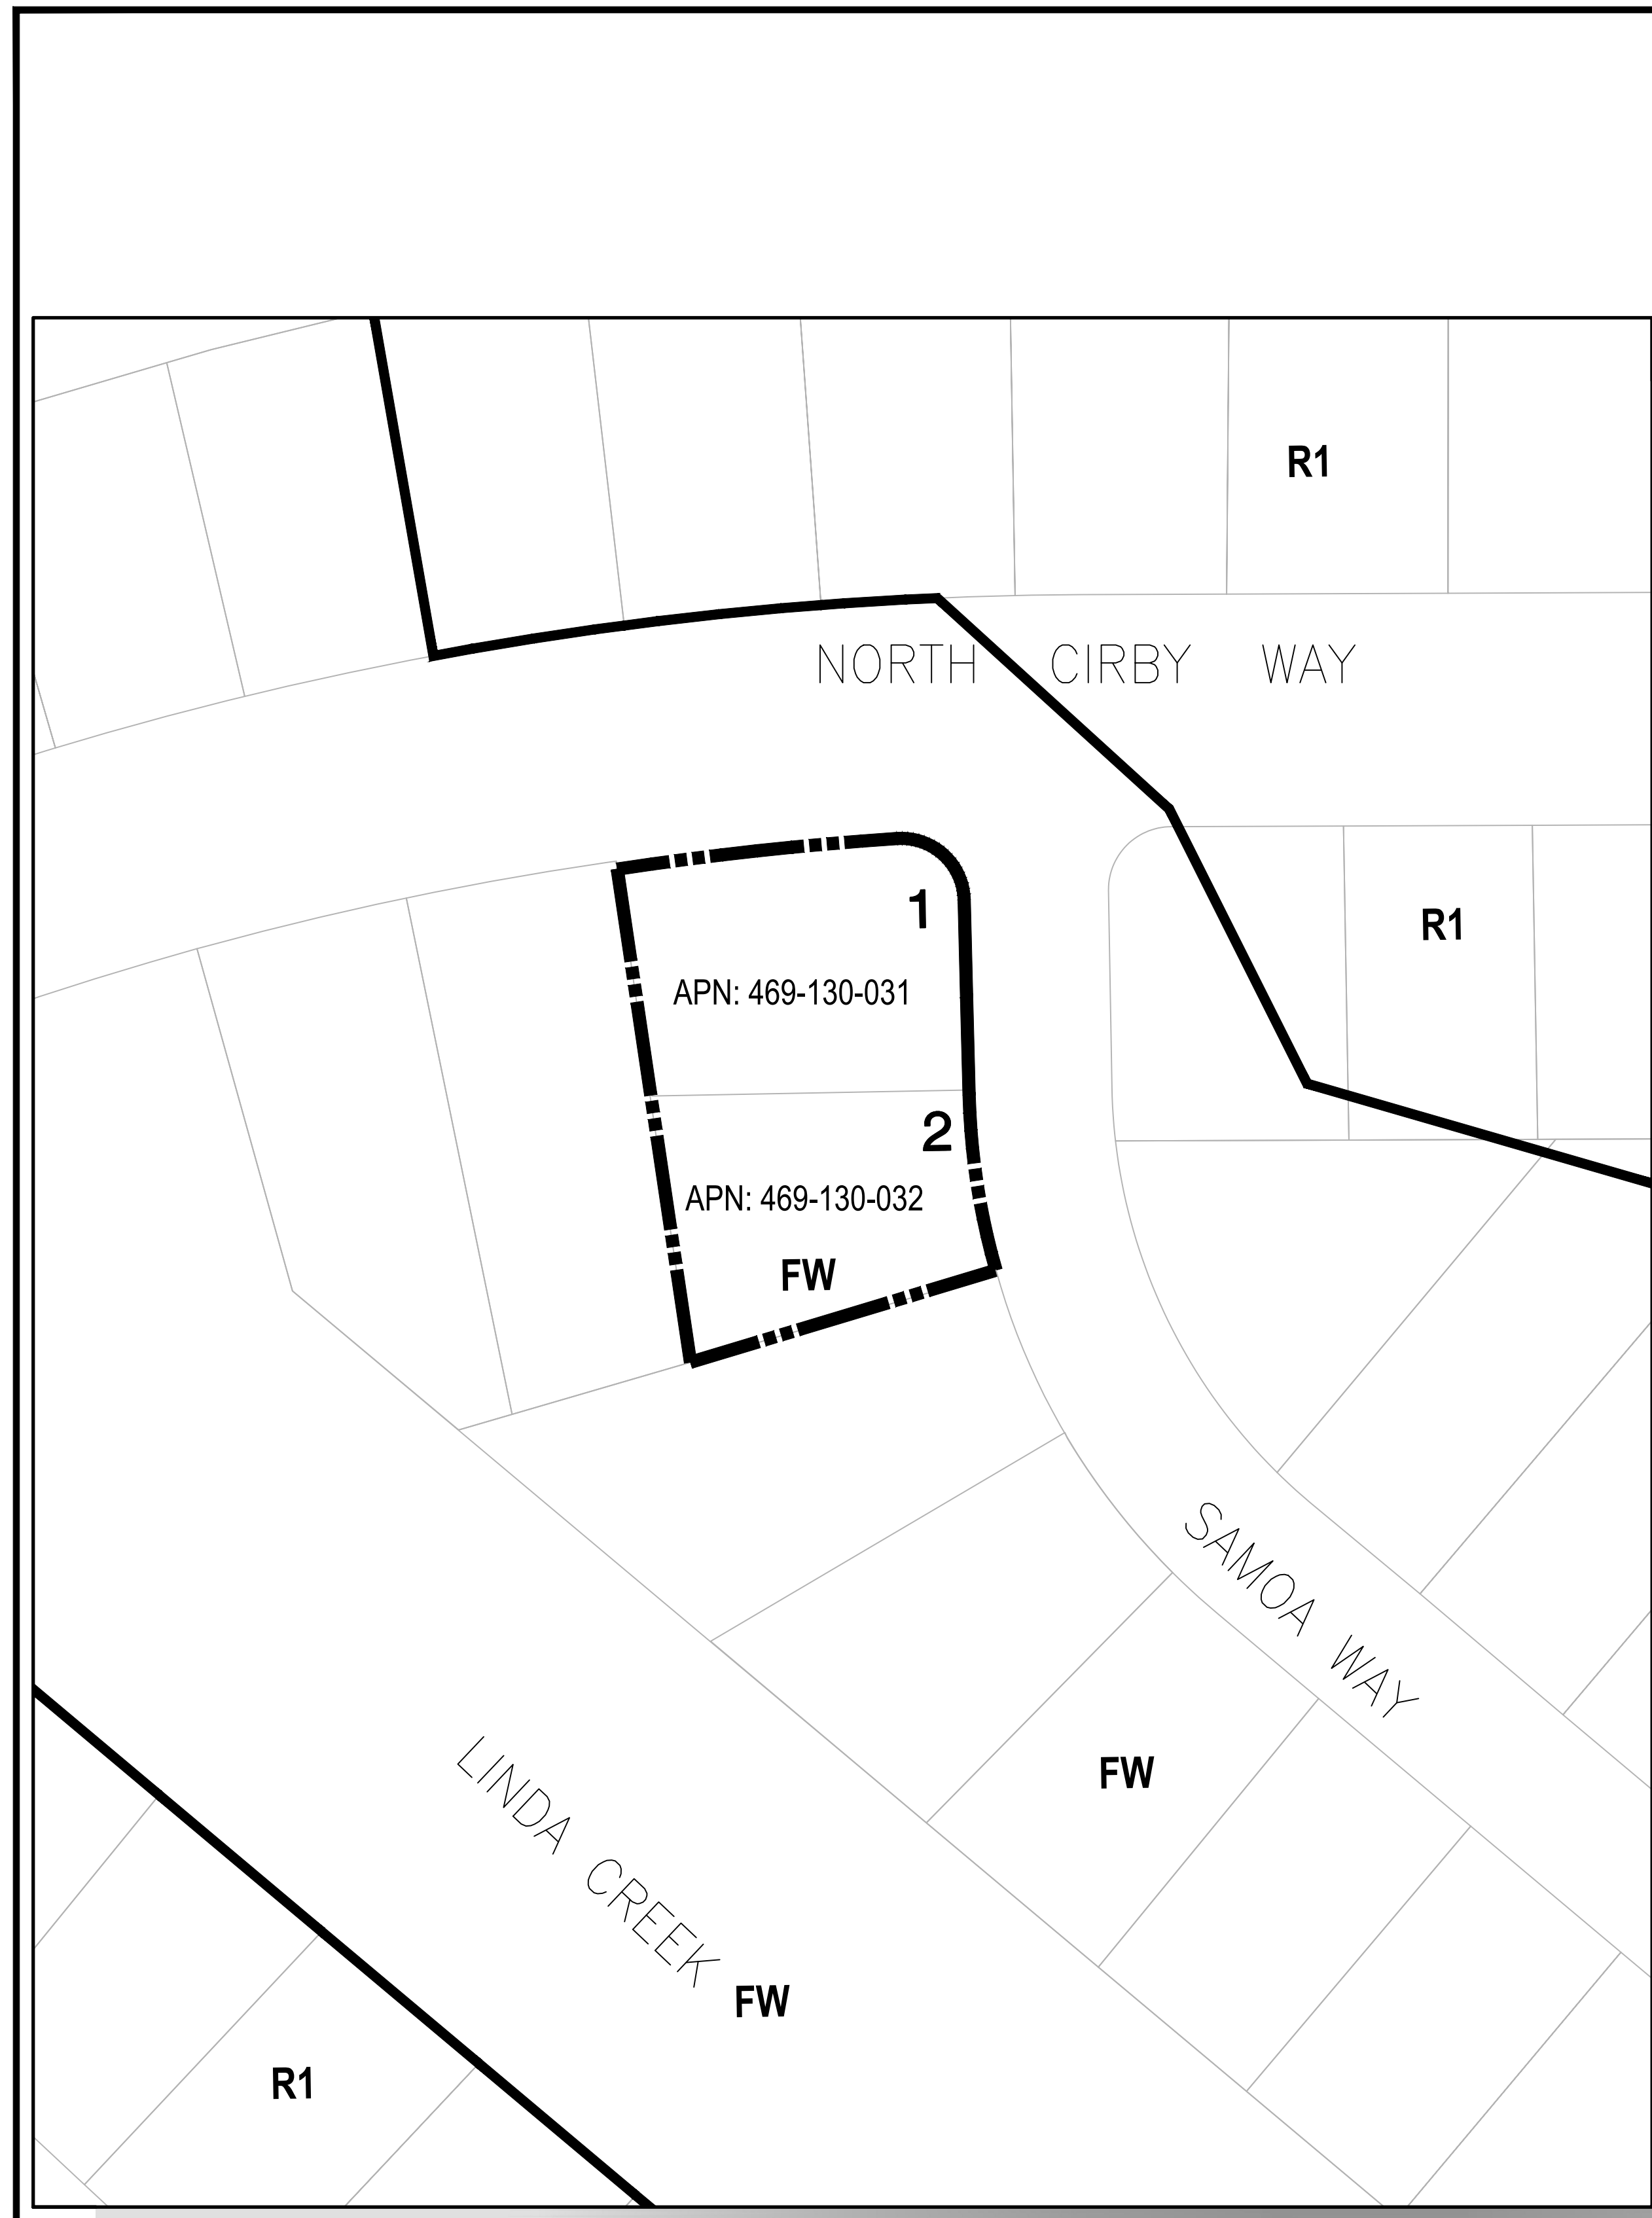 R1
NORTH CIRBY WAY
1
R1
APN: 469-130-031
2
APN: 469-130-032
FW
SAMOA WAY
LINDA CREEK
FW
FW
R1